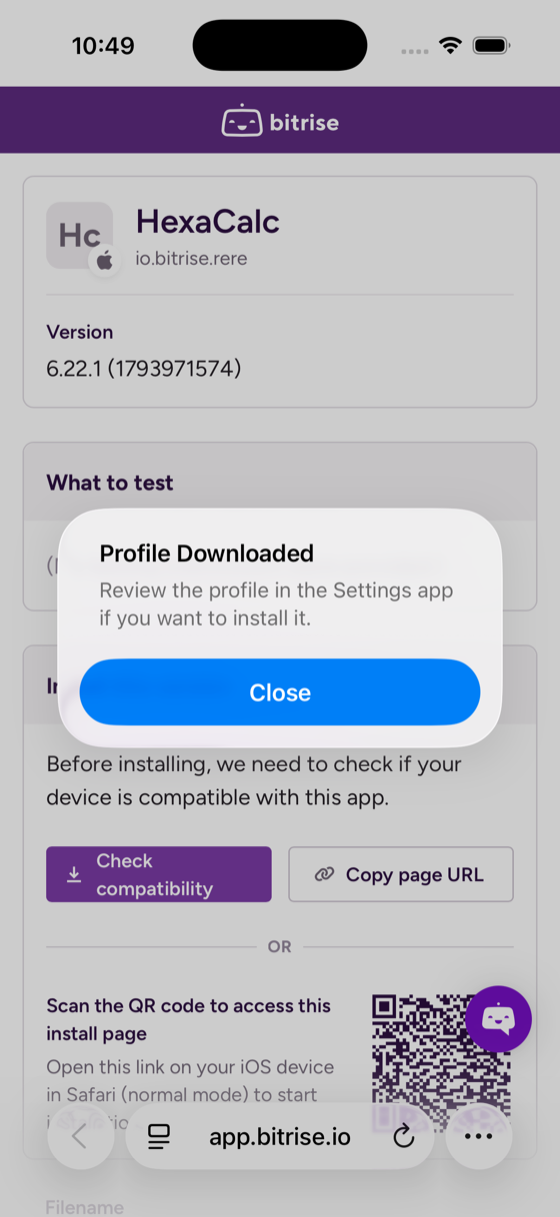 10:49
bitrise
Hc
HexaCalc
io.bitrise.rere
Version
6.22.1 (1793971574)
What to test
Profile Downloaded
Review the profile in the Settings app
if you want to install it.
Close
Before installing, we need to check if your
device is compatible with this app.
Check
compatibility
Copy page URL
OR
Scan the QR code to access this
install page
Open this link on your iOS device
in Safari (normal mode) to start
app.bitrise.io
Filename